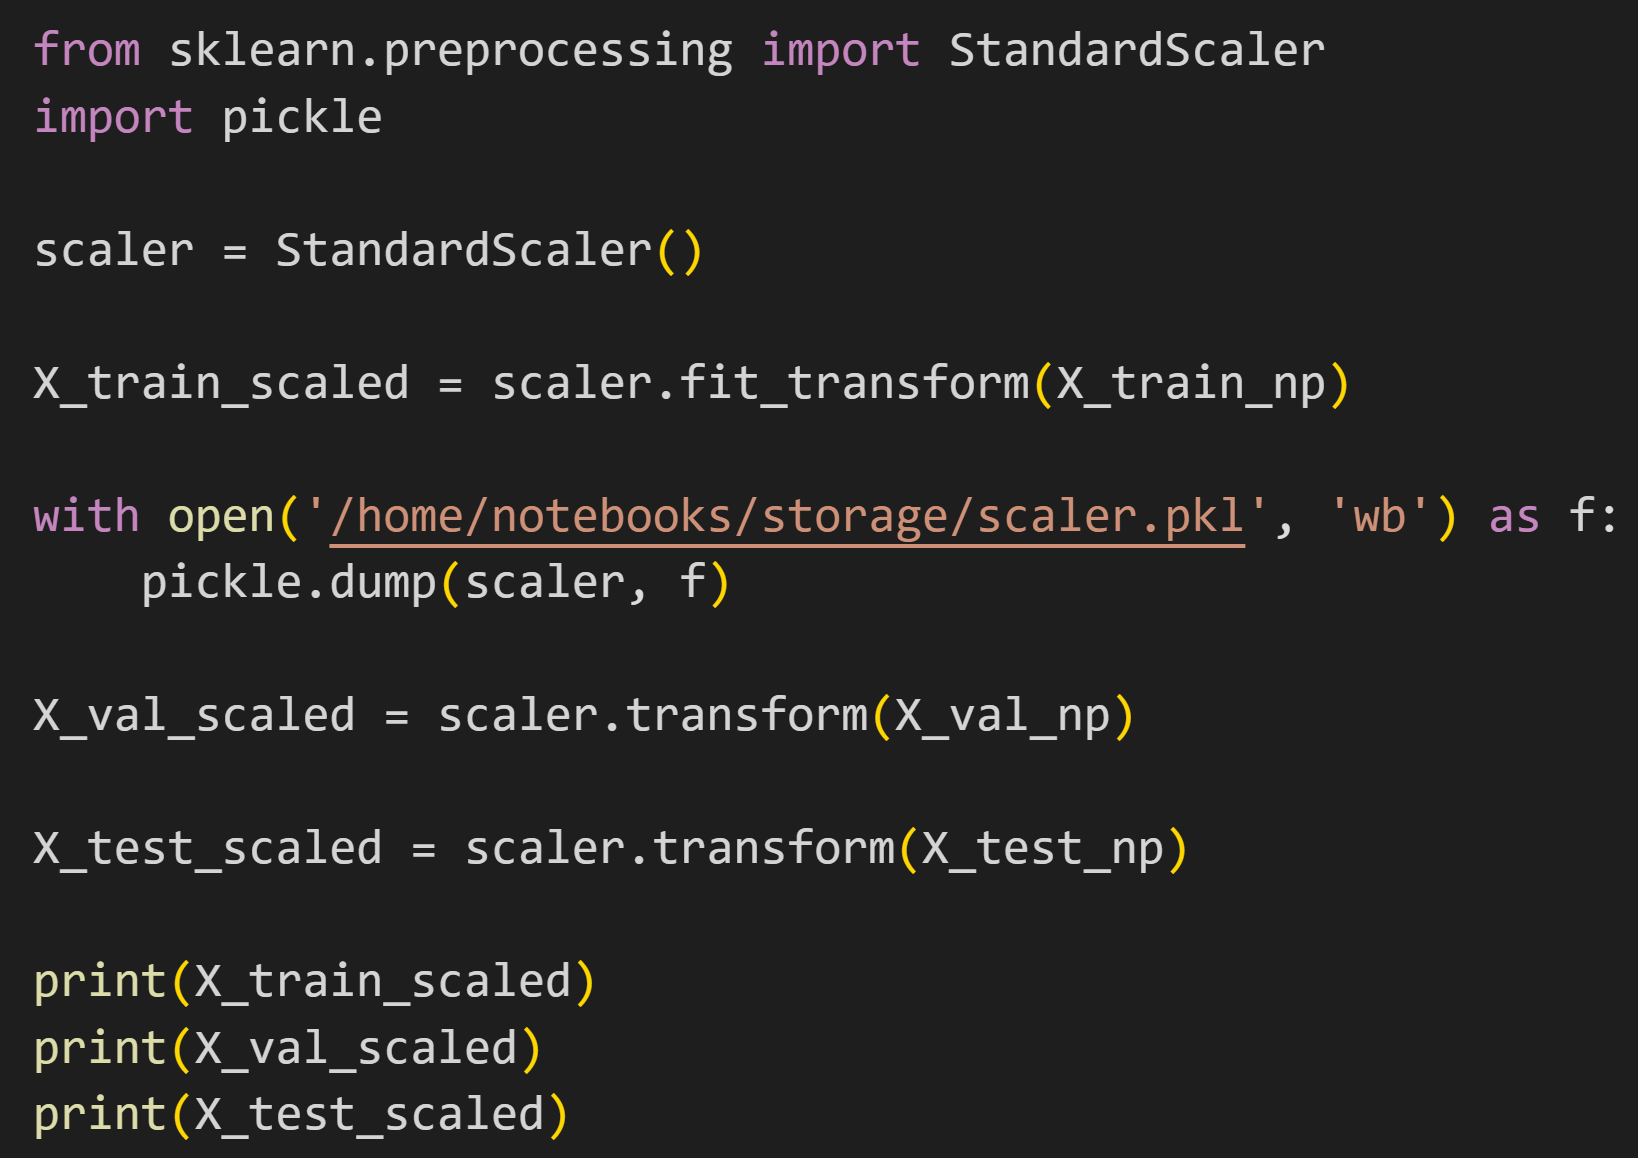 from sklearn.preprocessing import StandardScaler
import pickle
scaler = StandardScaler()
X_train_scaled = scaler.fit_transform(X_train_np)
with open('/home/notebooks/storage/scaler.pkl', 'wb') as f:
    pickle.dump(scaler, f)
X_val_scaled = scaler.transform(X_val_np)
X_test_scaled = scaler.transform(X_test_np)
print(X_train_scaled)
print(X_val_scaled)
print(X_test_scaled)